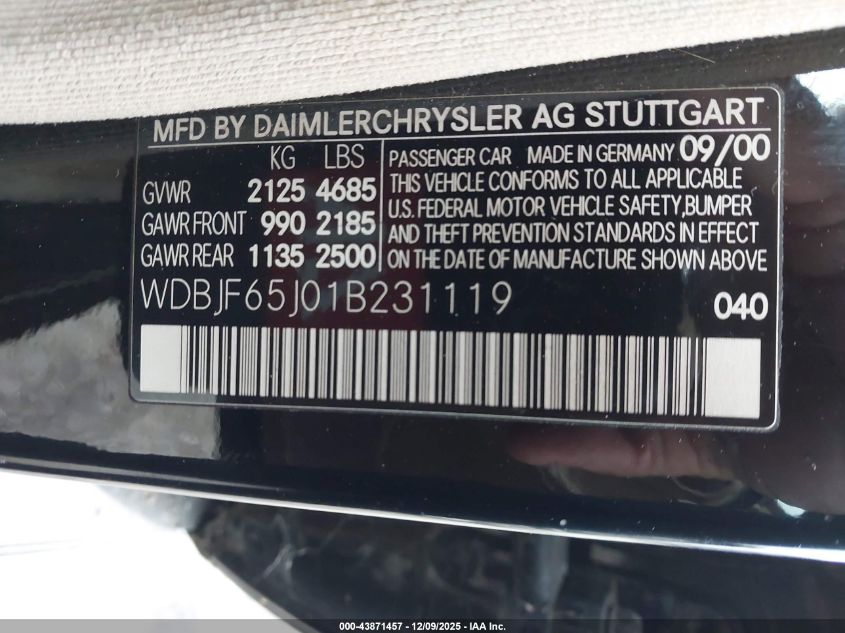 MFD BY DAIMLERCHRYSLER AG STUTTGART
KG LBS
GVWR 2125 4685
GAWR FRONT 990 2185
GAWR REAR 1135 2500
PASSENGER CAR MADE IN GERMANY 09/00
THIS VEHICLE CONFORMS TO ALL APPLICABLE
U.S. FEDERAL MOTOR VEHICLE SAFETY,BUMPER
AND THEFT PREVENTION STANDARDS IN EFFECT
ON THE DATE OF MANUFACTURE SHOWN ABOVE
WDBJF65J01B231119 040
000-43871457 - 12/09/2025 - IAA Inc.